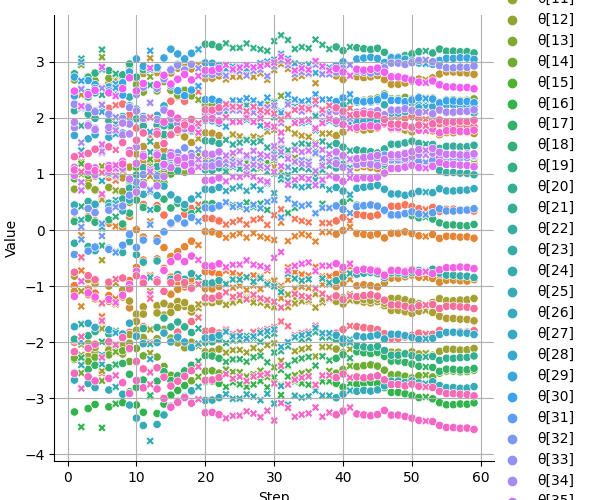 θ[11]
θ[12]
θ[13]
θ[14]
θ[15]
θ[16]
θ[17]
θ[18]
θ[19]
θ[20]
θ[21]
θ[22]
θ[23]
θ[24]
θ[25]
θ[26]
θ[27]
θ[28]
θ[29]
θ[30]
θ[31]
θ[32]
θ[33]
θ[34]
θ[35]
3
2
1
0
−1
−2
−3
−4
Value
0
10
20
30
40
50
60
Step